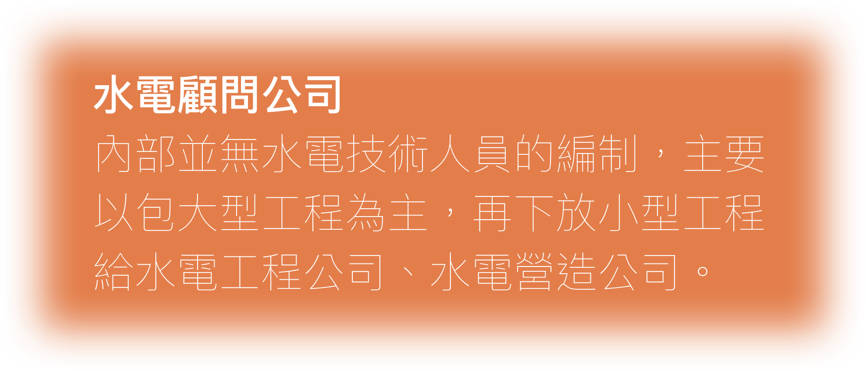 水電顧問公司
內部並無水電技術人員的編制，主要
以包大型工程為主，再下放小型工程
給水電工程公司、水電營造公司。